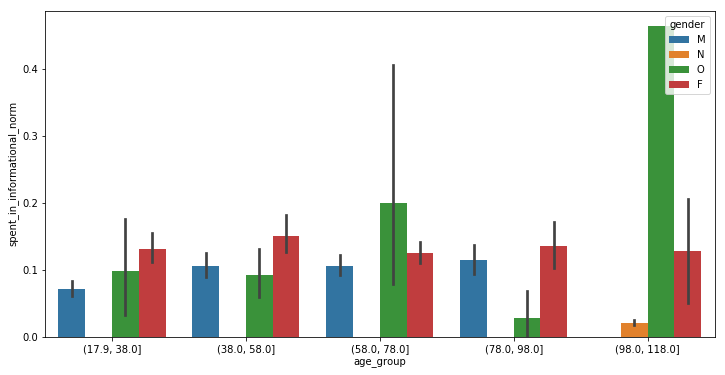 gender
M
N
O
F
spent_in_informational_norm
0.4
0.3
0.2
0.1
0.0
(17.9, 38.0] (38.0, 58.0] (58.0, 78.0] (78.0, 98.0] (98.0, 118.0]
age_group